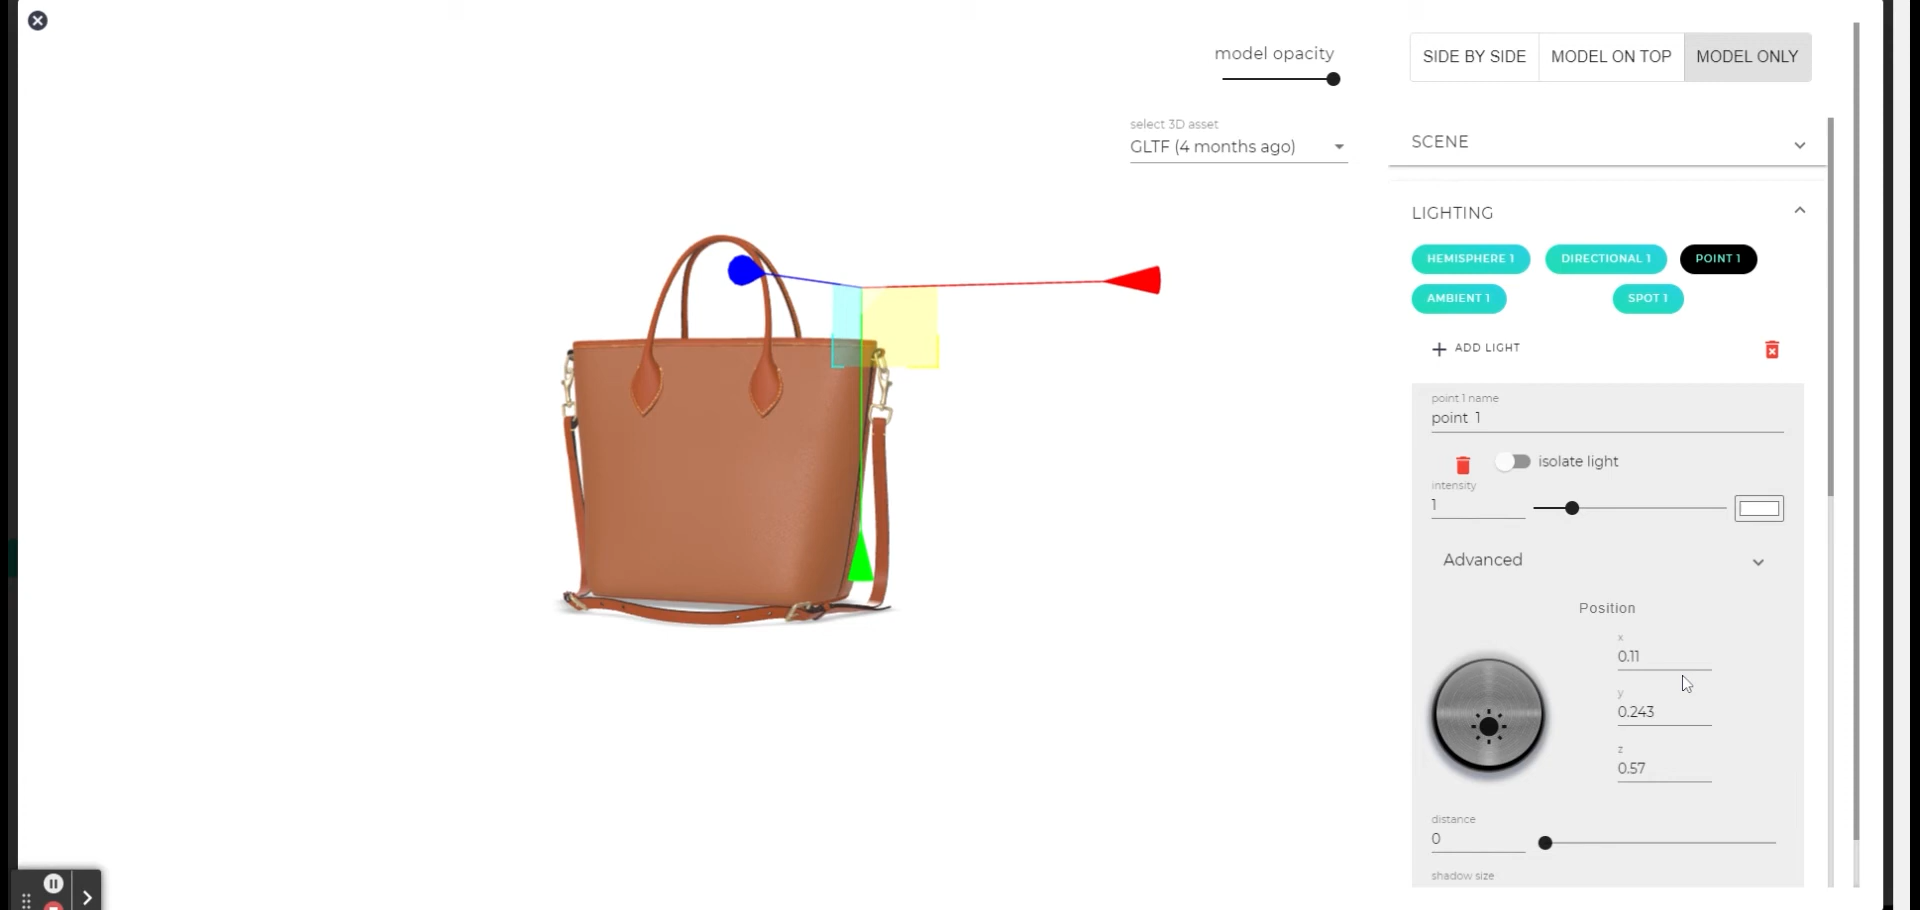 model opacity
SIDE BY SIDE
MODEL ON TOP
MODEL ONLY
select 3D asset
GLTF (4 months ago)
SCENE
LIGHTING
HEMISPHERE 1
DIRECTIONAL 1
POINT 1
AMBIENT 1
SPOT 1
ADD LIGHT
point 1 name
point 1
isolate light
intensity
1
Advanced
Position
x
0.11
y
0.243
z
0.57
distance
0
shadow size